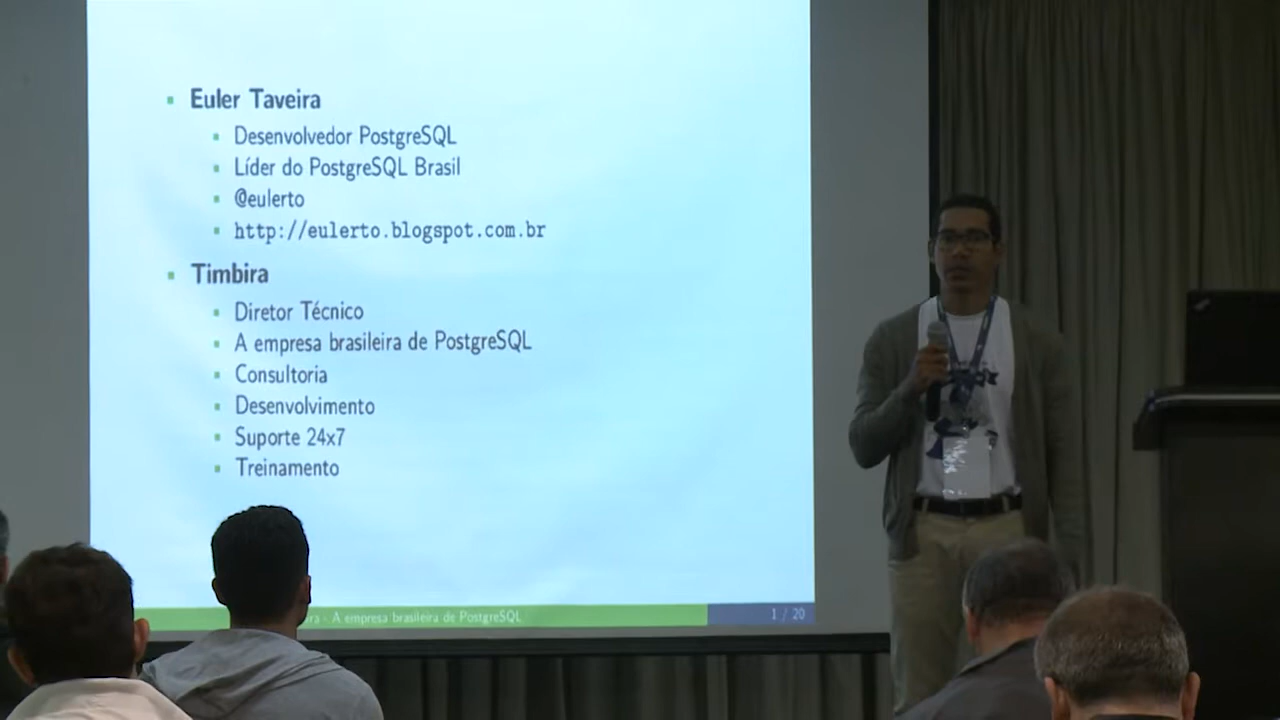 Euler Taveira
Desenvolvedor PostgreSQL
Líder do PostgreSQL Brasil
@eulerto
http://eulerto.blogspot.com.br
Timbira
Diretor Técnico
A empresa brasileira de PostgreSQL
Consultoria
Desenvolvimento
Suporte 24x7
Treinamento
- A empresa brasileira de PostgreSQL
1 / 20